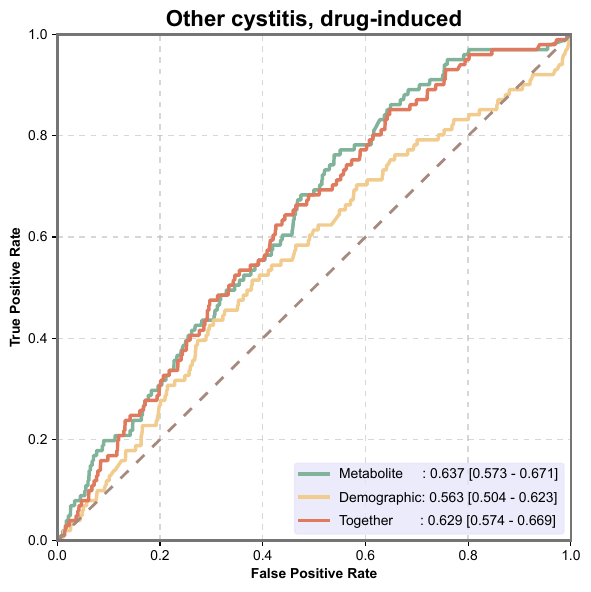 Other cystitis, drug-induced
1.0
0.8
0.6
0.4
0.2
0.0
True Positive Rate
Metabolite : 0.637 [0.573 - 0.671]
Demographic: 0.563 [0.504 - 0.623]
Together : 0.629 [0.574 - 0.669]
0.0 0.2 0.4 0.6 0.8 1.0
False Positive Rate